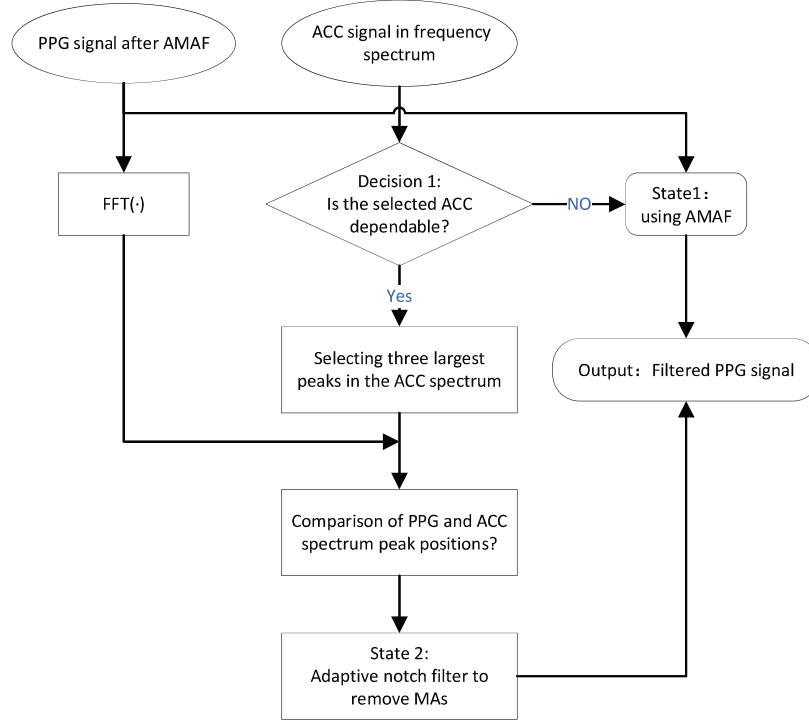 PPG signal after AMAF
ACC signal in frequency
spectrum
FFT(·)
Decision 1:
Is the selected ACC
dependable?
NO
State1：
using AMAF
Yes
Selecting three largest
peaks in the ACC spectrum
Output：Filtered PPG signal
Comparison of PPG and ACC
spectrum peak positions?
State 2:
Adaptive notch filter to
remove MAs